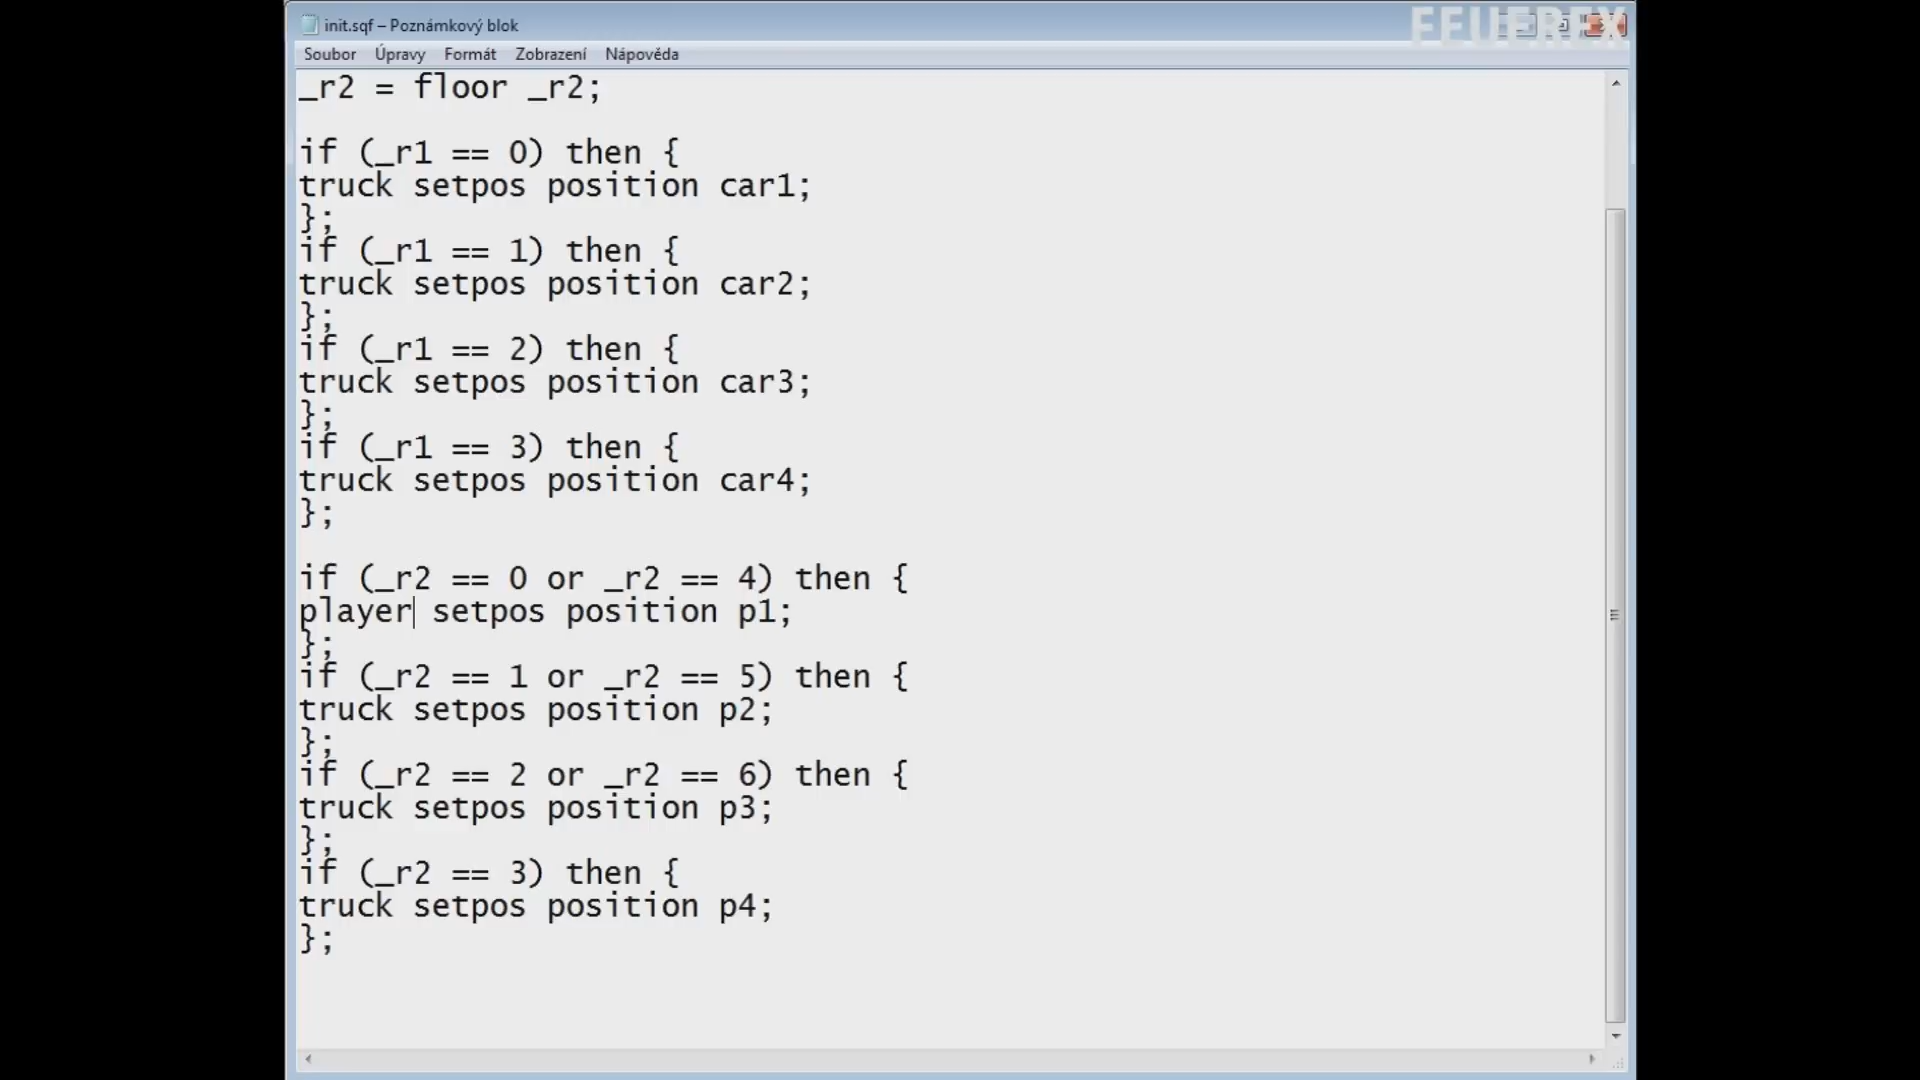 init.sqf – Poznámkový blok
FEUEREX
Soubor Úpravy Formát Zobrazení Nápověda
_r2 = floor _r2;
if (_r1 == 0) then {
truck setpos position car1;
};
if (_r1 == 1) then {
truck setpos position car2;
};
if (_r1 == 2) then {
truck setpos position car3;
};
if (_r1 == 3) then {
truck setpos position car4;
};
if (_r2 == 0 or _r2 == 4) then {
player setpos position p1;
};
if (_r2 == 1 or _r2 == 5) then {
truck setpos position p2;
};
if (_r2 == 2 or _r2 == 6) then {
truck setpos position p3;
};
if (_r2 == 3) then {
truck setpos position p4;
};